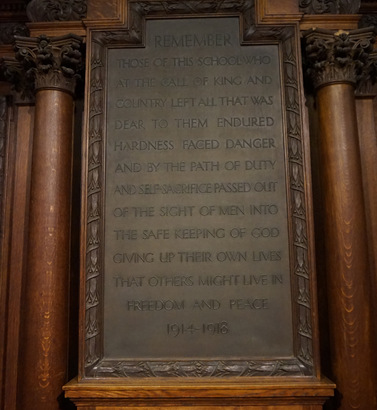 REMEMBER
THOSE OF THIS SCHOOL WHO
AT THE CALL OF KING AND
COUNTRY LEFT ALL THAT WAS
DEAR TO THEM ENDURED
HARDNESS FACED DANGER
AND BY THE PATH OF DUTY
AND SELF SACRIFICE PASSED OUT
OF THE SIGHT OF MEN INTO
THE SAFE KEEPING OF GOD
GIVING UP THEIR OWN LIVES
THAT OTHERS MIGHT LIVE IN
FREEDOM AND PEACE
1914-1918